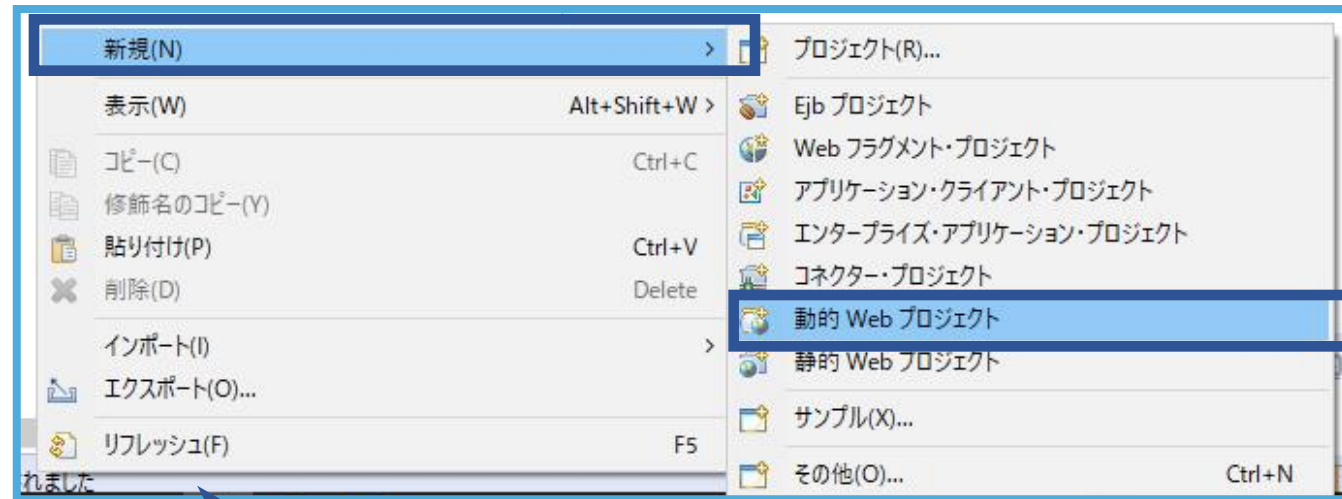 新規(N) >
表示(W) Alt+Shift+W >
コピー(C) Ctrl+C
修飾名のコピー(Y)
貼り付け(P) Ctrl+V
削除(D) Delete
インポート(I) >
エクスポート(O)...
リフレッシュ(F) F5
れました
プロジェクト(R)...
Ejb プロジェクト
Web フラグメント・プロジェクト
アプリケーション・クライアント・プロジェクト
エンタープライズ・アプリケーション・プロジェクト
コネクター・プロジェクト
動的 Web プロジェクト
静的 Web プロジェクト
サンプル(X)...
その他(O)... Ctrl+N